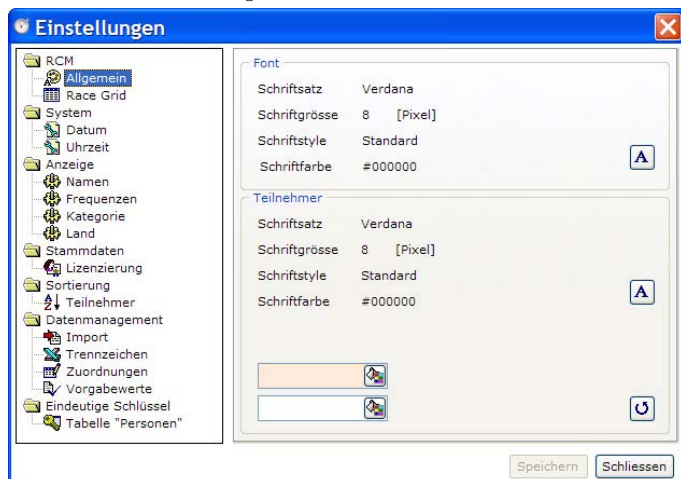 Einstellungen
RCM
Allgemein
Race Grid
System
Datum
Uhrzeit
Anzeige
Namen
Frequenzen
Kategorie
Land
Stammdaten
Lizenzierung
Sortierung
Teilnehmer
Datenmanagement
Import
Trennzeichen
Zuordnungen
Vorgabewerte
Eindeutige Schlüssel
Tabelle "Personen"
Font
Schriftsatz Verdana
Schriftgrösse 8 [Pixel]
Schriftstyle Standard
Schriftfarbe #000000
A
Teilnehmer
Schriftsatz Verdana
Schriftgrösse 8 [Pixel]
Schriftstyle Standard
Schriftfarbe #000000
A
Speichern Schliessen